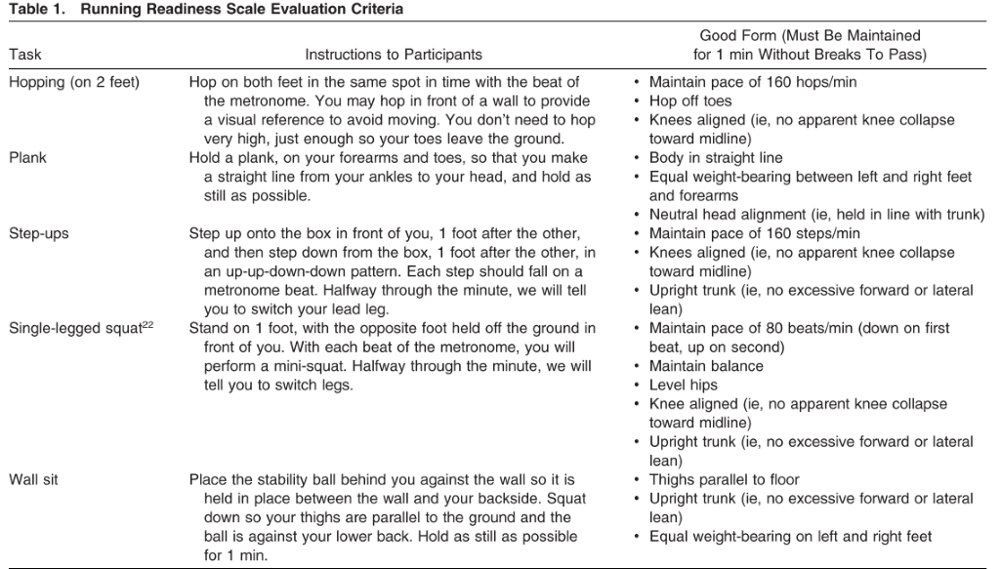 Table 1. Running Readiness Scale Evaluation Criteria
Good Form (Must Be Maintained
Task Instructions to Participants for 1 min Without Breaks To Pass)
Hopping (on 2 feet) Hop on both feet in the same spot in time with the beat of • Maintain pace of 160 hops/min
the metronome. You may hop in front of a wall to provide • Hop off toes
a visual reference to avoid moving. You don't need to hop • Knees aligned (ie, no apparent knee collapse
very high, just enough so your toes leave the ground. toward midline)
Plank Hold a plank, on your forearms and toes, so that you make • Body in straight line
a straight line from your ankles to your head, and hold as • Equal weight-bearing between left and right feet
still as possible. and forearms
• Neutral head alignment (ie, held in line with trunk)
Step-ups Step up onto the box in front of you, 1 foot after the other, • Maintain pace of 160 steps/min
and then step down from the box, 1 foot after the other, in • Knees aligned (ie, no apparent knee collapse
an up-up-down-down pattern. Each step should fall on a toward midline)
metronome beat. Halfway through the minute, we will tell • Upright trunk (ie, no excessive forward or lateral
you to switch your lead leg. lean)
Single-legged squat22 Stand on 1 foot, with the opposite foot held off the ground in • Maintain pace of 80 beats/min (down on first
front of you. With each beat of the metronome, you will beat, up on second)
perform a mini-squat. Halfway through the minute, we will • Maintain balance
tell you to switch legs. • Level hips
• Knee aligned (ie, no apparent knee collapse
toward midline)
• Upright trunk (ie, no excessive forward or lateral
lean)
Wall sit Place the stability ball behind you against the wall so it is • Thighs parallel to floor
held in place between the wall and your backside. Squat • Upright trunk (ie, no excessive forward or lateral
down so your thighs are parallel to the ground and the lean)
ball is against your lower back. Hold as still as possible • Equal weight-bearing on left and right feet
for 1 min.